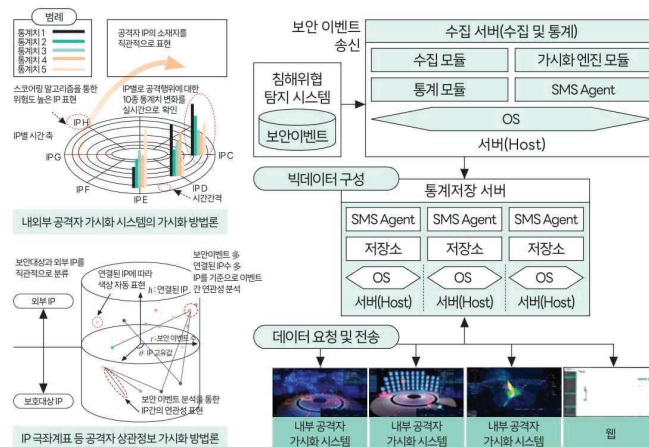 범례
통계치 1
통계치 2
통계치 3
통계치 4
통계치 5
공격자 IP의 소재지를
직관적으로 표현
스코어링 알고리즘을 통한
위험도 높은 IP 표현
IP별로 공격행위에 대한
10종 통계치 변화를
실시간으로 확인
IP H
IP별 시간 축
IP G
IP F
IP E
IP D
IP C
시간간격
내외부 공격자 가시화 시스템의 가시화 방법론
보안대상과 외부 IP를
직관적으로 분류
연결된 IP에 따라
색상 자동 표현
보안이벤트 多
연결된 IP수 多
IP를 기준으로 이벤트
간 연관성 분석
h : 연결된 IP
외부 IP
r : 보안 이벤트 수
θ : IP 고유값
보호대상 IP
보안 이벤트 분석을 통한
IP간의 연관성 표현
IP 극좌계표 등 공격자 상관정보 가시화 방법론
보안 이벤트
송신
침해위협
탐지 시스템
보안이벤트
수집 서버(수집 및 통계)
수집 모듈
가시화 엔진 모듈
통계 모듈
SMS Agent
OS
서버(Host)
빅데이터 구성
통계저장 서버
SMS Agent
SMS Agent
SMS Agent
저장소
저장소
저장소
OS
OS
OS
서버(Host)
서버(Host)
서버(Host)
데이터 요청 및 전송
내부 공격자
가시화 시스템
내부 공격자
가시화 시스템
내부 공격자
가시화 시스템
웹